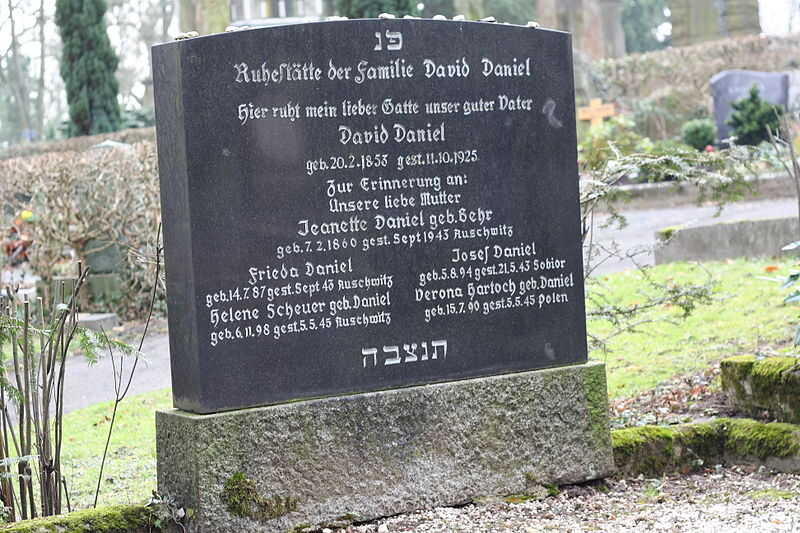 פנ
Ruhestätte der Familie David Daniel
Hier ruht mein lieber Gatte unser guter Vater
David Daniel
geb. 20.2.1853 gest. 11.10.1925
Zur Erinnerung an:
Unsere liebe Mutter
Jeanette Daniel geb. Gehr
geb. 7.2.1860 gest. Sept 1943 Auschwitz
Frieda Daniel
geb. 14.7.87 gest. Sept 43 Auschwitz
Helene Scheuer geb. Daniel
geb. 6.11.98 gest. 5.5.45 Auschwitz
Josef Daniel
geb. 5.8.94 gest. 21.5.43 Sobior
Verona Hartoch geb. Daniel
geb. 15.7.90 gest. 5.5.45 Polen
תנצבה